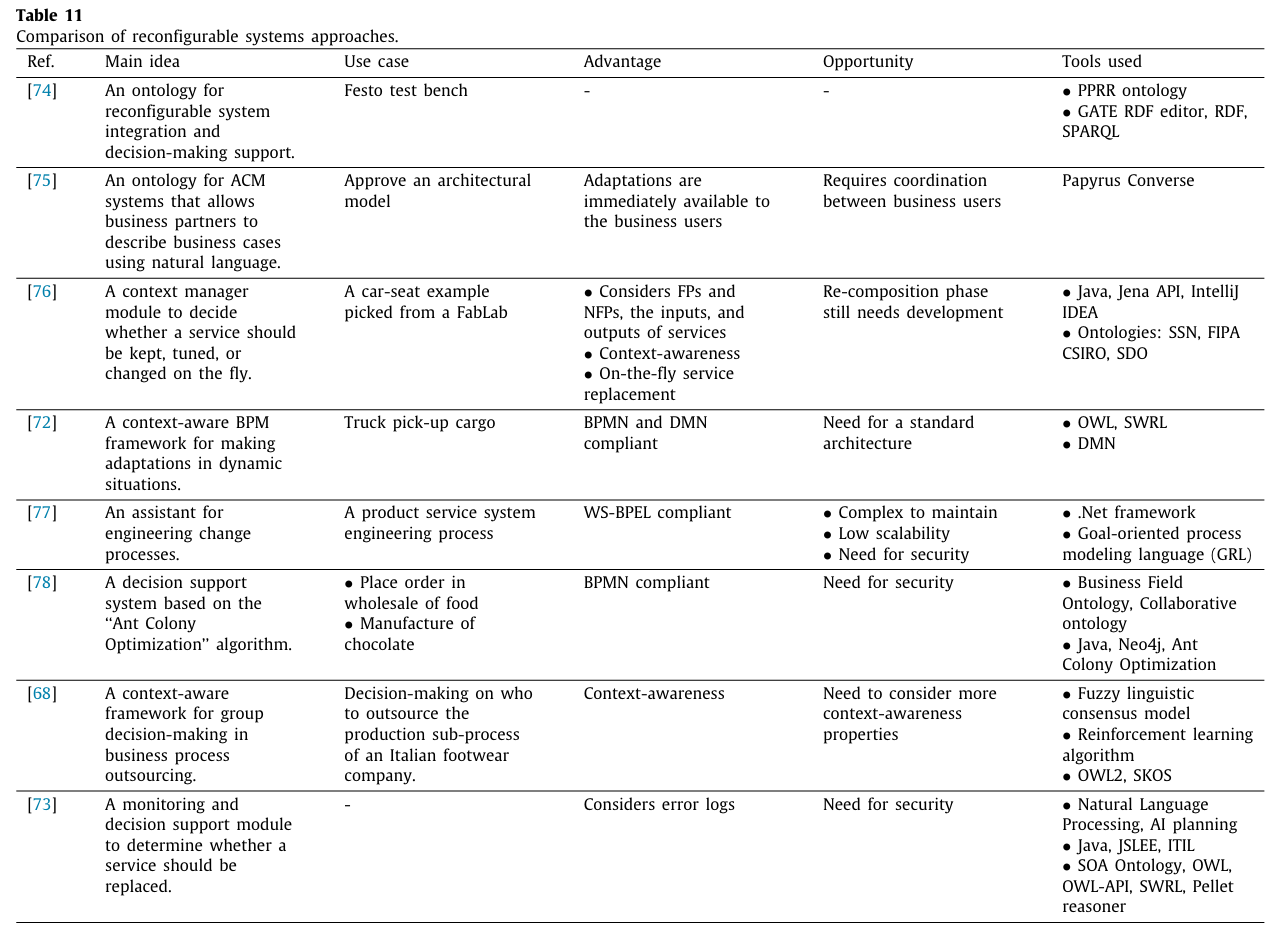 Table 11
Comparison of reconfigurable systems approaches.
Ref. Main idea Use case Advantage Opportunity Tools used
[74] An ontology for Festo test bench - - • PPRR ontology
reconfigurable system • GATE RDF editor, RDF,
integration and SPARQL
decision-making support.
[75] An ontology for ACM Approve an architectural Adaptations are Requires coordination Papyrus Converse
systems that allows model immediately available to between business users
business partners to the business users
describe business cases
using natural language.
[76] A context manager A car-seat example • Considers FPs and Re-composition phase • Java, Jena API, IntelliJ
module to decide picked from a FabLab NFPs, the inputs, and still needs development IDEA
whether a service should outputs of services • Ontologies: SSN, FIPA
be kept, tuned, or • Context-awareness CSIRO, SDO
changed on the fly. • On-the-fly service
replacement
[72] A context-aware BPM Truck pick-up cargo BPMN and DMN Need for a standard • OWL, SWRL
framework for making compliant architecture • DMN
adaptations in dynamic
situations.
[77] An assistant for A product service system WS-BPEL compliant • Complex to maintain • .Net framework
engineering change engineering process • Low scalability • Goal-oriented process
processes. • Need for security modeling language (GRL)
[78] A decision support • Place order in BPMN compliant Need for security • Business Field
system based on the wholesale of food Ontology, Collaborative
“Ant Colony • Manufacture of ontology
Optimization” algorithm. chocolate • Java, Neo4j, Ant
Colony Optimization
[68] A context-aware Decision-making on who Context-awareness Need to consider more • Fuzzy linguistic
framework for group to outsource the context-awareness consensus model
decision-making in production sub-process properties • Reinforcement learning
business process of an Italian footwear algorithm
outsourcing. company. • OWL2, SKOS
[73] A monitoring and - Considers error logs Need for security • Natural Language
decision support module Processing, AI planning
to determine whether a • Java, JSLEE, ITIL
service should be • SOA Ontology, OWL,
replaced. OWL-API, SWRL, Pellet
reasoner